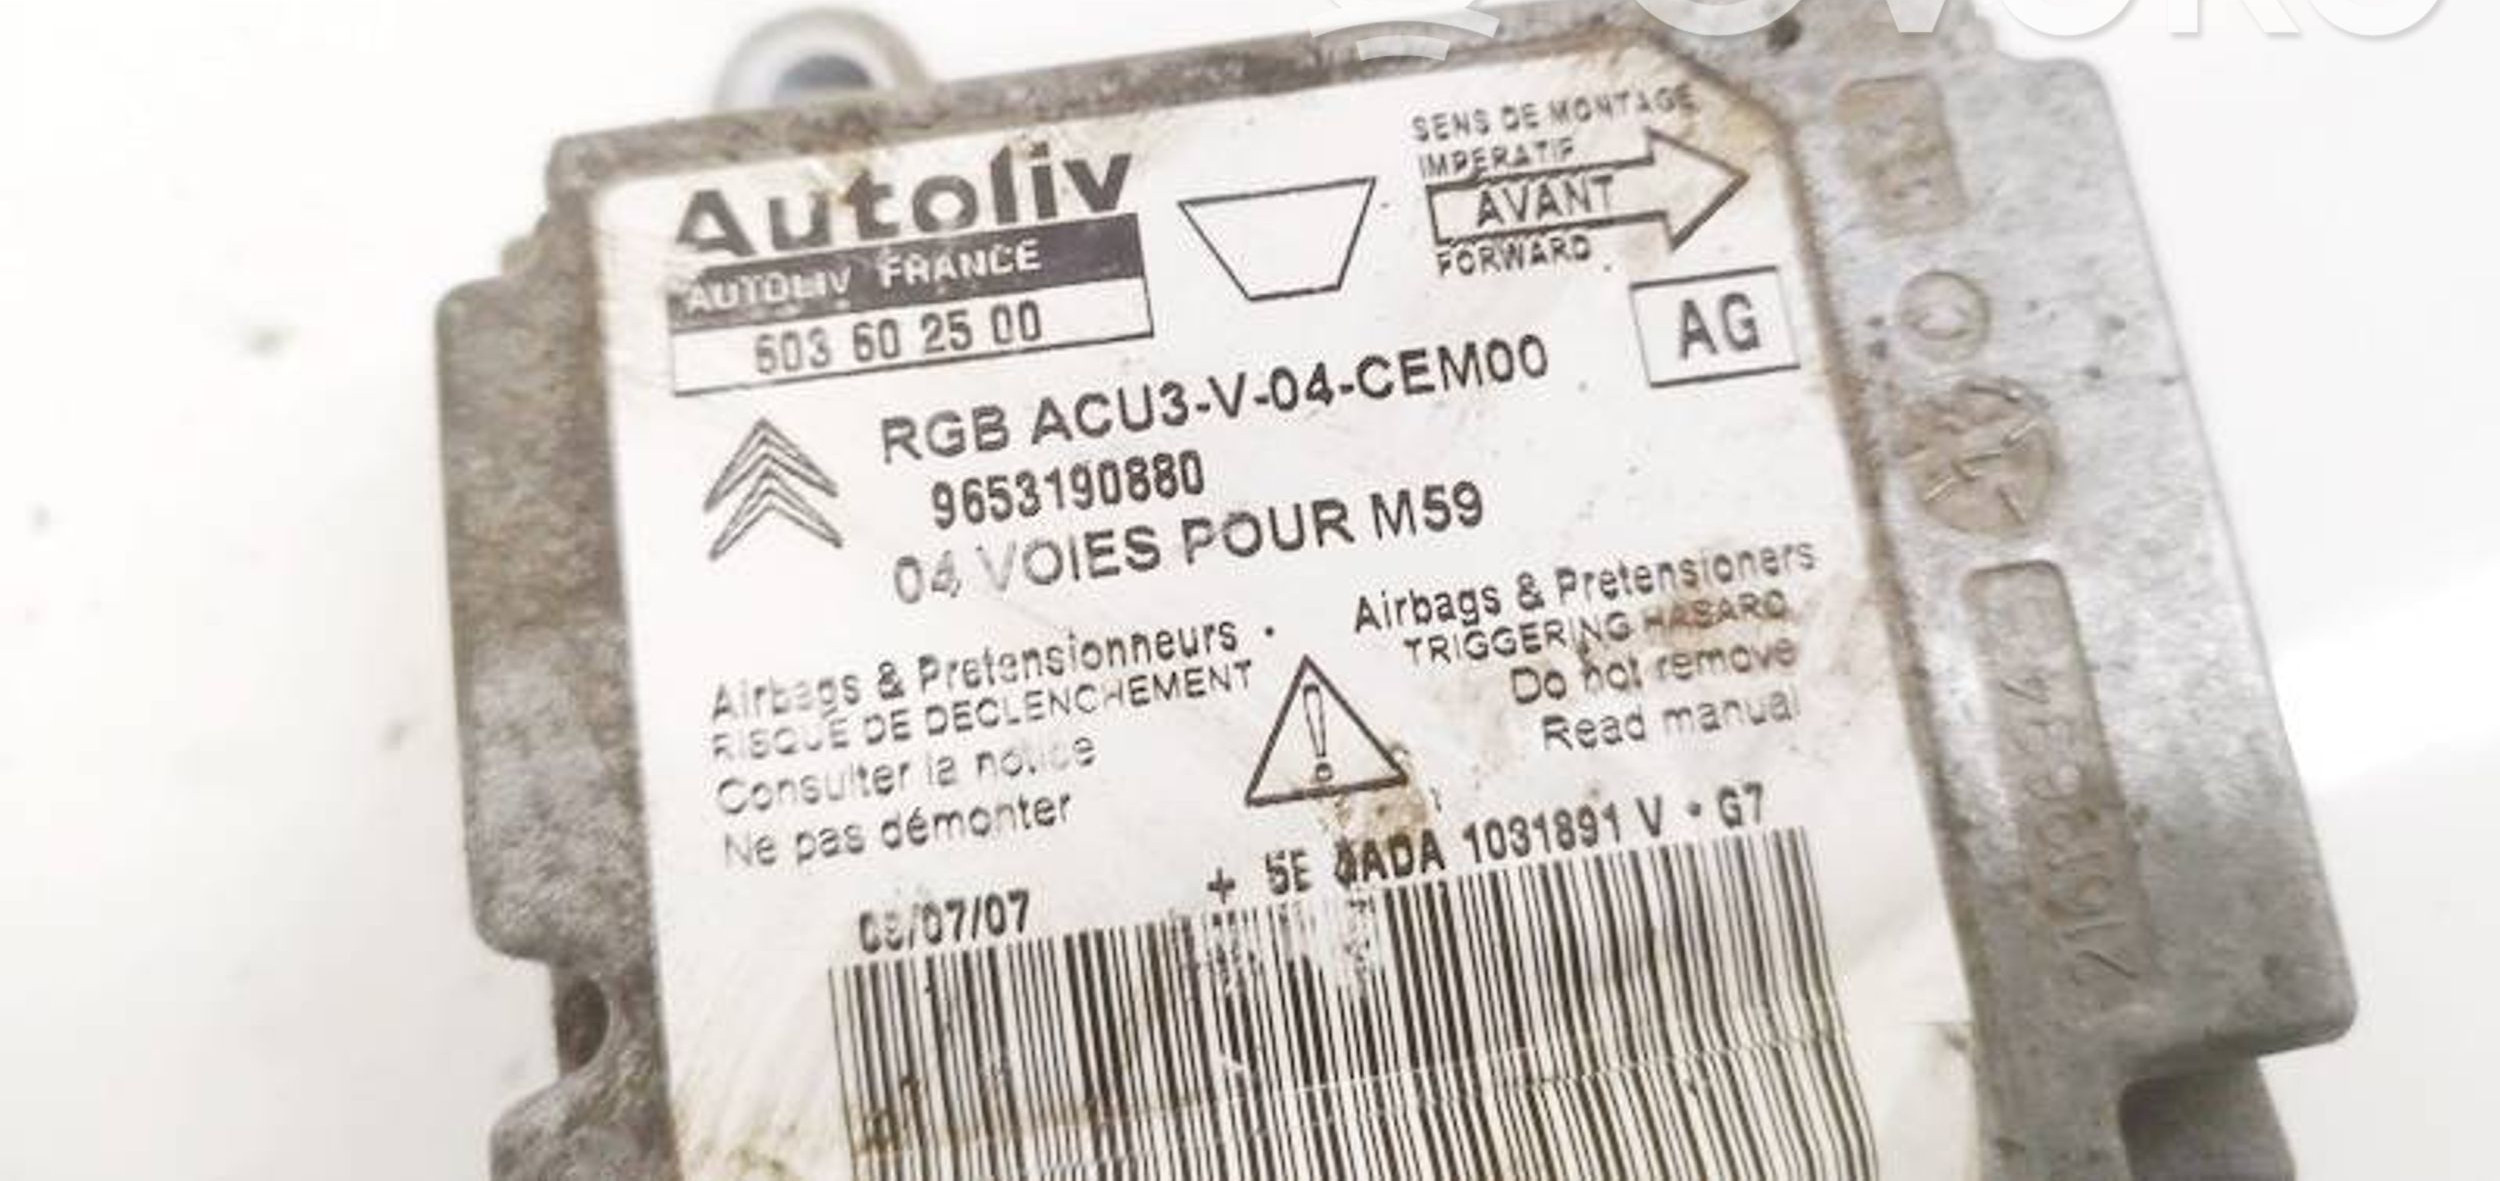 Autoliv
AUTOLIV FRANCE
603 60 25 00
SENS DE MONTAGE
IMPERATIF
AVANT
FORWARD
AG
RGB ACU3-V-04-CEM00
9653190880
04 VOIES POUR M59
Airbags & Pretensionneurs
RISQUE DE DECLENCHEMENT
Consulter la notice
Ne pas démonter
Airbags & Pretensioners
TRIGGERING HASARD
Do not remove
Read manual
/07/07
+ 5E 1031891 V • G7